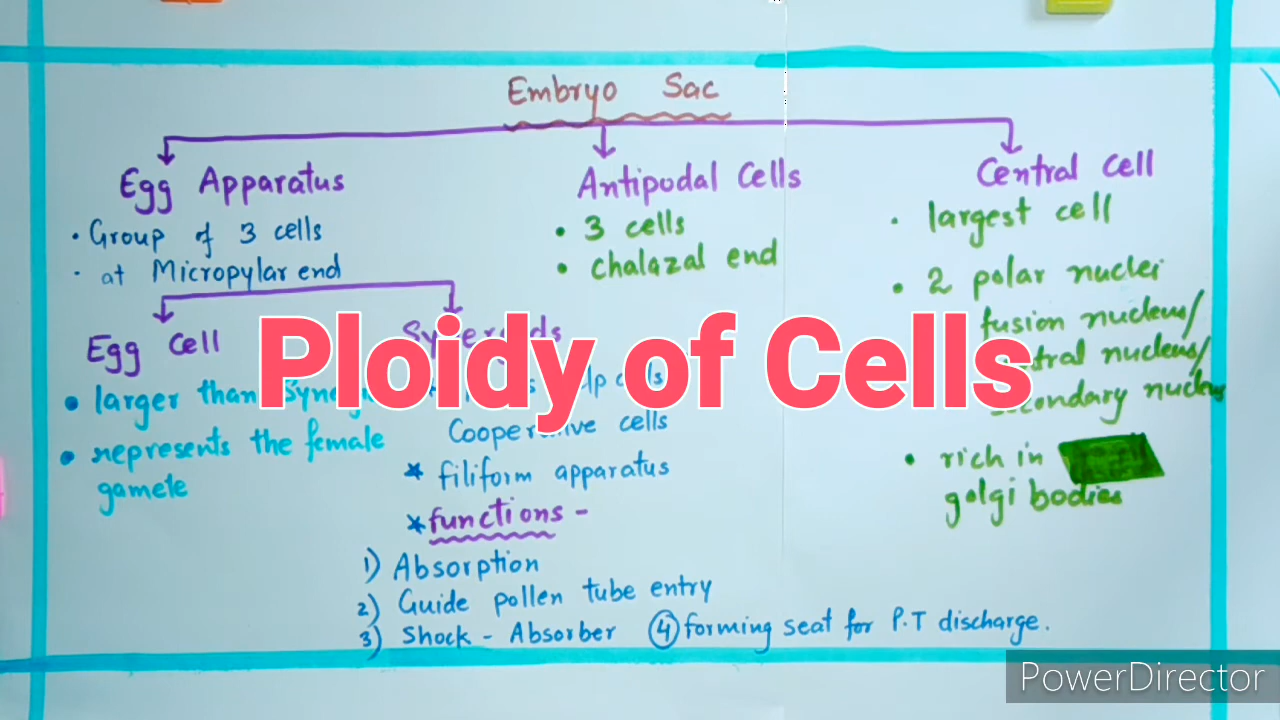 Embryo Sac
Egg Apparatus
• Group of 3 cells
• at Micropylar end
Antipodal Cells
• 3 cells
• chalazal end
Central Cell
• largest cell
• 2 polar nuclei
fusion nucleus/
nucleus/
Ploidy of Cells
Egg Cell
• larger than
• represents the female
gamete
cells
cells
* filiform apparatus
* functions -
1) Absorption
2) Guide pollen tube entry
3) Shock - Absorber ④ forming seat for P.T discharge.
• rich in
golgi bodies
PowerDirector